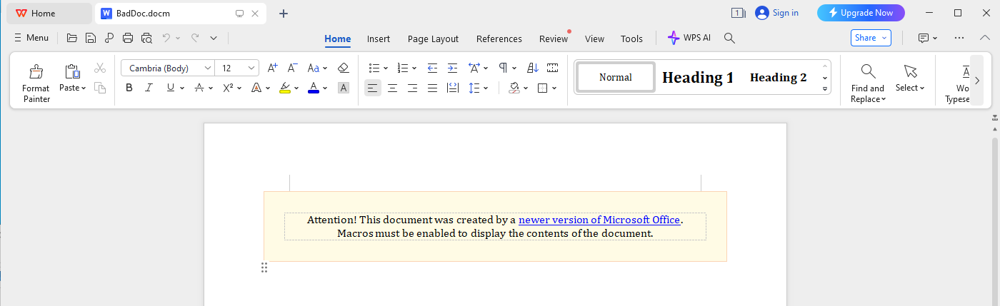 Home
BadDoc.docm
1
Sign in
Upgrade Now
Menu
Home
Insert
Page Layout
References
Review
View
Tools
WPS AI
Share
Format
Painter
Paste
Cambria (Body)
12
Aa
B I U A X² A A A
Normal
Heading 1
Heading 2
Find and
Replace
Select
Wo
Typese
Attention! This document was created by a newer version of Microsoft Office.
Macros must be enabled to display the contents of the document.